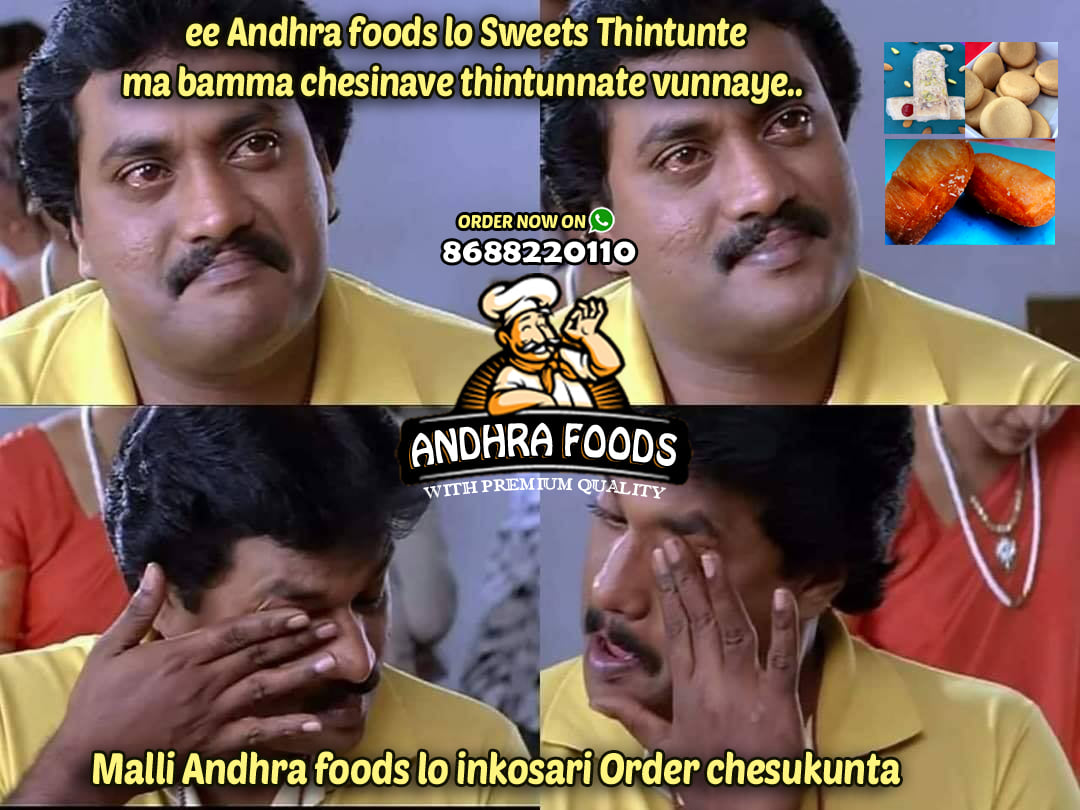 ee Andhra foods lo Sweets Thintunte
ma bamma chesinave thintunnate vunnaye..
ORDER NOW ON
8688220110
ANDHRA FOODS
WITH PREMIUM QUALITY
Malli Andhra foods lo inkosari Order chesukunta